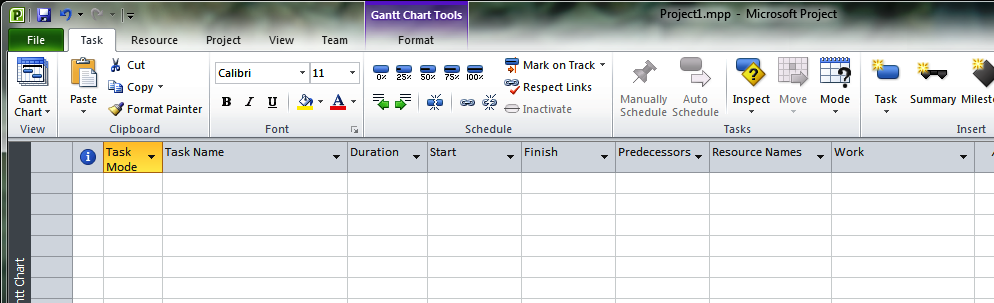 Gantt Chart Tools
Project1.mpp - Microsoft Project
File Task Resource Project View Team Format
Gantt Chart
View
Paste
Cut
Copy
Format Painter
Clipboard
Calibri 11
B I U A
Font
0% 25% 50% 75% 100%
Mark on Track
Respect Links
Inactivate
Schedule
Manually Schedule
Auto Schedule
Inspect
Move
Mode
Tasks
Task
Summary
Milest
Insert
Task Mode
Task Name
Duration
Start
Finish
Predecessors
Resource Names
Work
ntt Chart